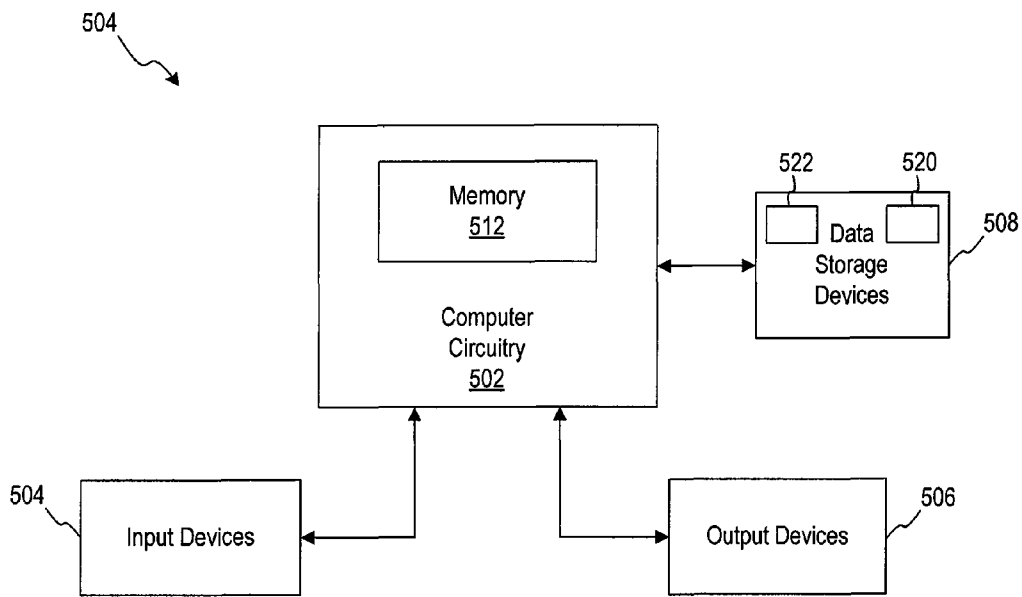 504
Memory
512
522
520
Data
Storage
Devices
508
Computer
Circuitry
502
504
Input Devices
Output Devices
506